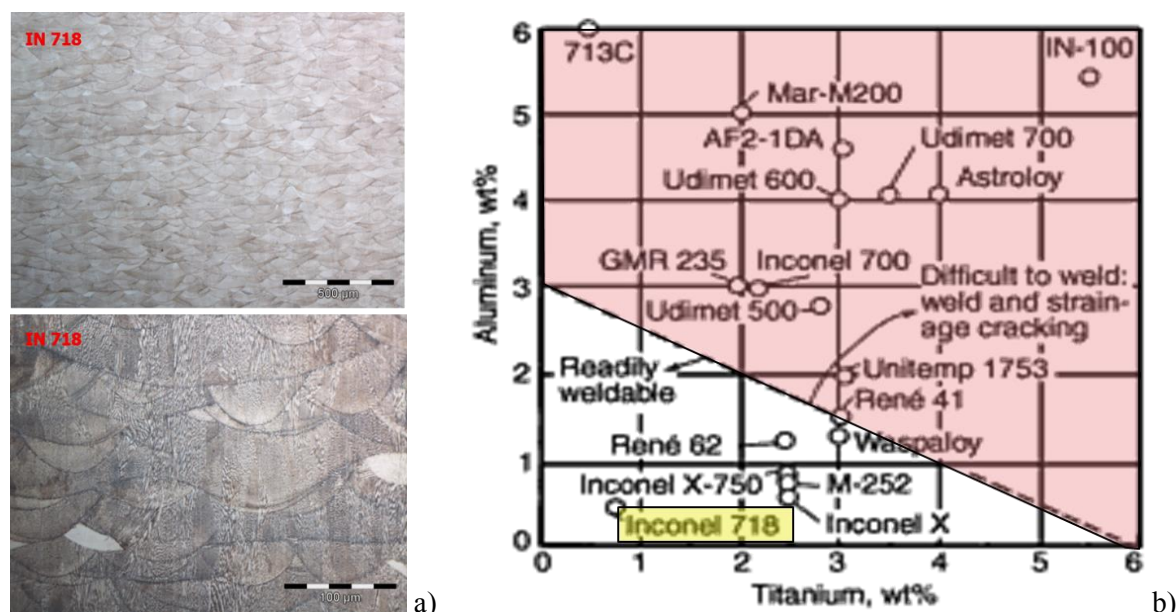 IN 718
500 µm
IN 718
100 µm
a)
6
5
4
3
2
1
0
Aluminum, wt%
713C
IN-100
Mar-M200
AF2-1DA
Udimet 700
Udimet 600
Astroloy
GMR 235
Inconel 700
Difficult to weld:
weld and strain-
age cracking
Udimet 500
Readily
weldable
Unitemp 1753
René 41
René 62
Waspaloy
Inconel X-750
M-252
Inconel 718
Inconel X
0
1
2
3
4
5
6
Titanium, wt%
b)